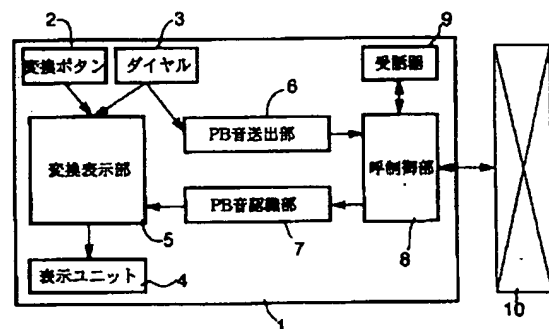 2
3
9
変換ボタン
ダイヤル
受話器
6
PB音送出部
変換表示部
呼制御部
PB音認識部
5
7
8
表示ユニット
4
1
10